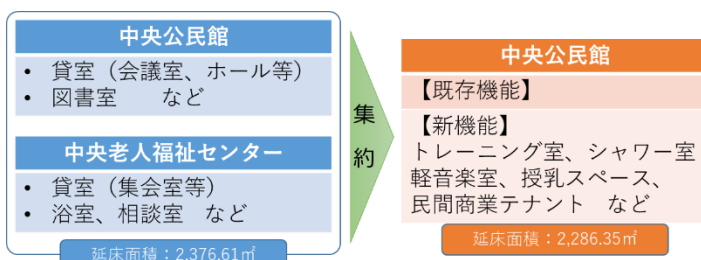 中央公民館
• 貸室（会議室、ホール等）
• 図書室　　など
中央老人福祉センター
• 貸室（集会室等）
• 浴室、相談室　など
延床面積：2,376.61㎡
集
約
中央公民館
【既存機能】
【新機能】
トレーニング室、シャワー室
軽音楽室、授乳スペース、
民間商業テナント　など
延床面積：2,286.35㎡